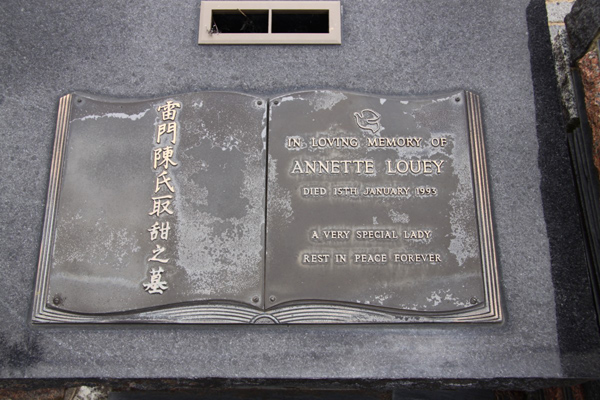 雷門陳氏取甜之墓
IN LOVING MEMORY OF
ANNETTE LOUEY
DIED 15TH JANUARY 1993
A VERY SPECIAL LADY
REST IN PEACE FOREVER